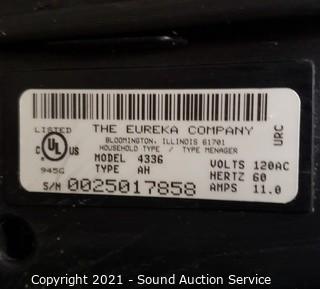 LISTED
UL
C US
945G
THE EUREKA COMPANY
BLOOMINGTON, ILLINOIS 61701
HOUSEHOLD TYPE / TYPE MENAGER
MODEL 4336
TYPE AH
VOLTS 120AC
HERTZ 60
AMPS 11.0
S/N 0025017858
URC
Copyright 2021 - Sound Auction Service